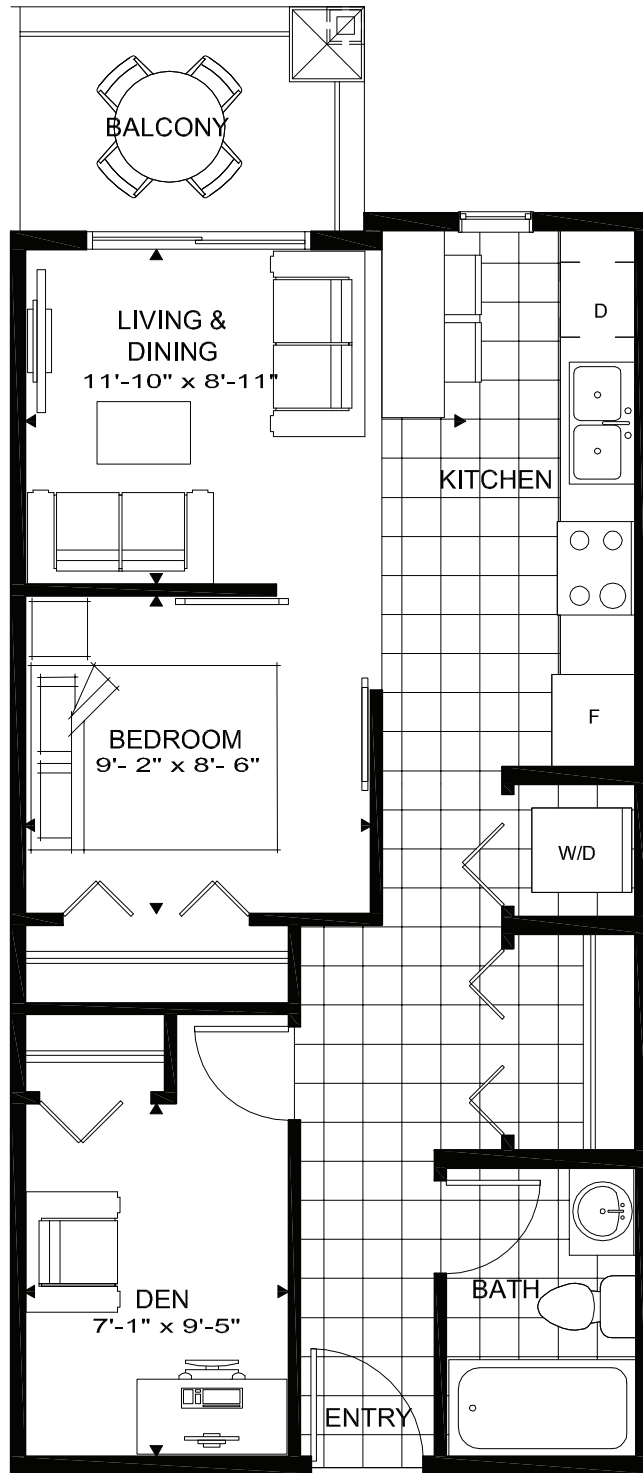 BALCONY
LIVING &
DINING
11'-10" x 8'-11"
D
KITCHEN
F
BEDROOM
9'- 2" x 8'- 6"
W/D
BATH
DEN
7'-1" x 9'-5"
ENTRY